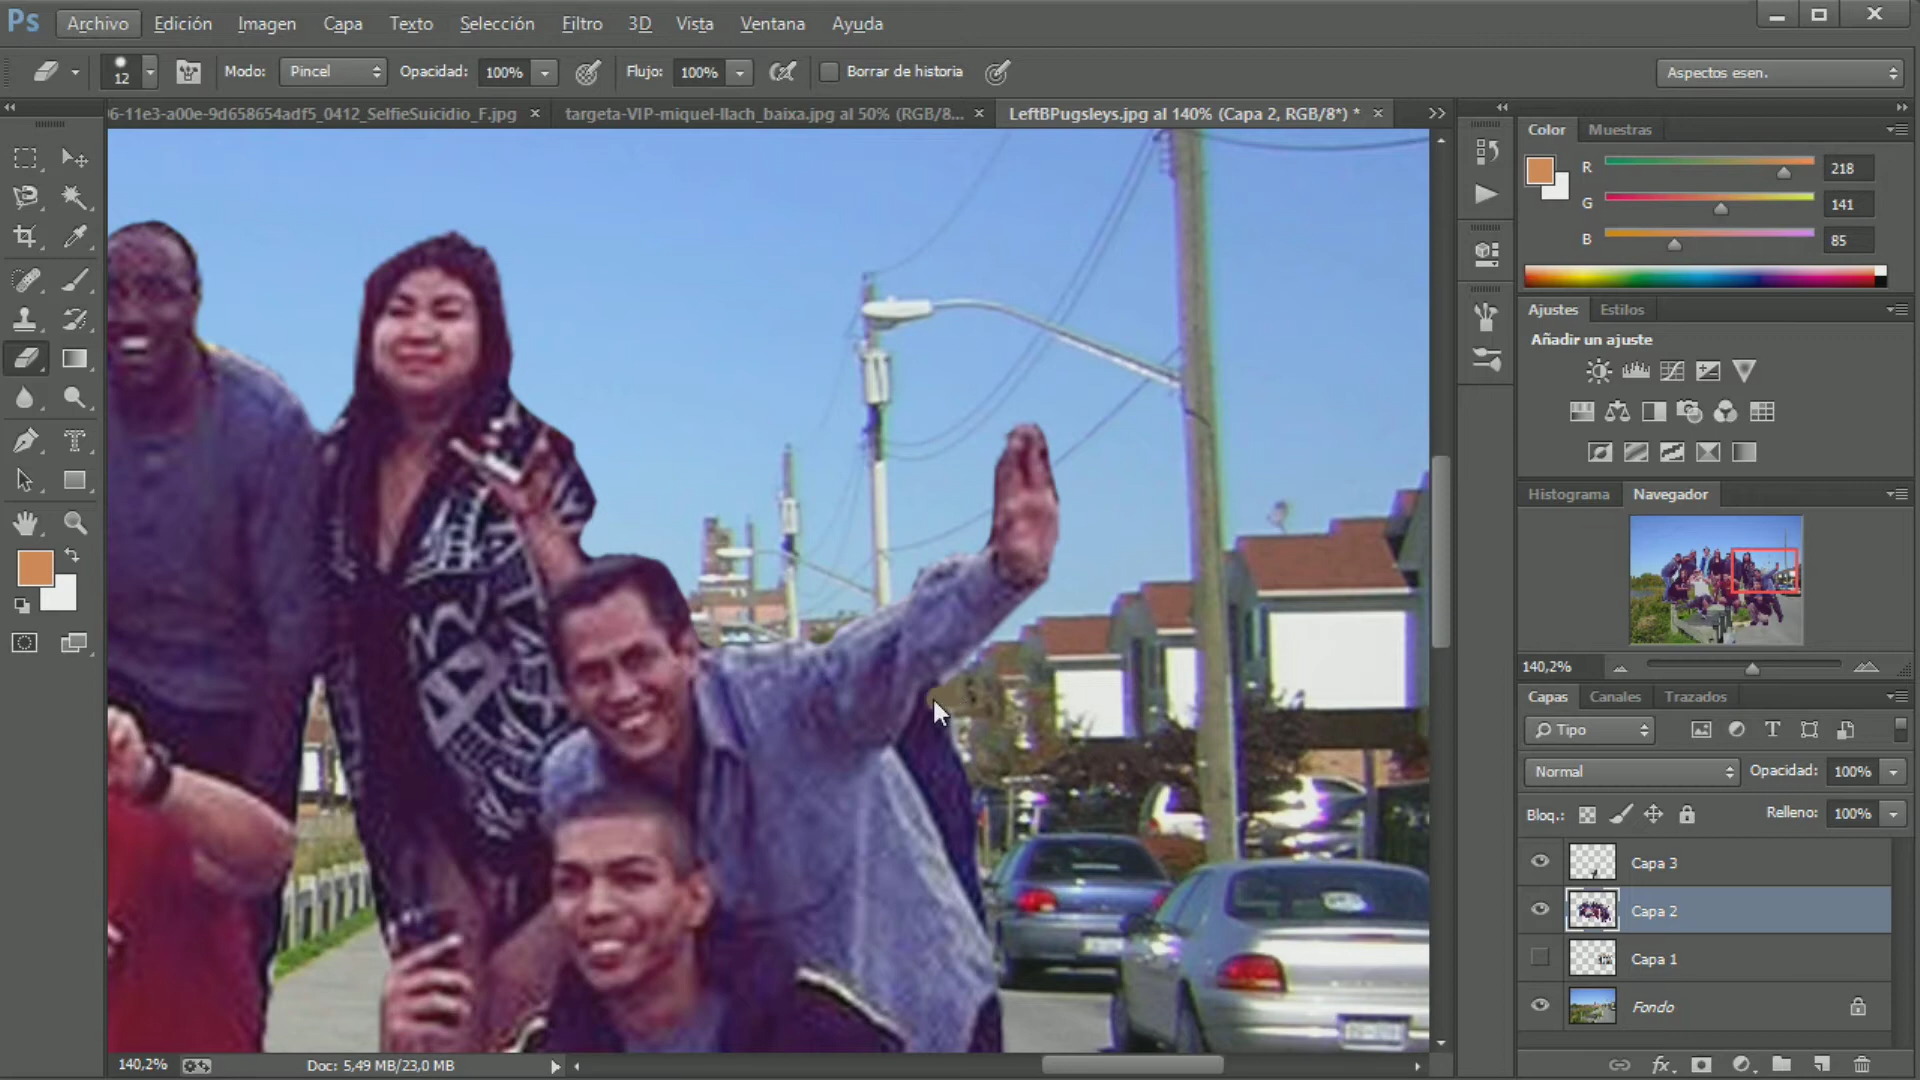 Ps Archivo Edición Imagen Capa Texto Selección Filtro 3D Vista Ventana Ayuda
12 Modo: Pincel Opacidad: 100% Flujo: 100% Borrar de historia Aspectos esen.
6-11e3-a00e-9d658654adf5_0412_SelfieSuicidio_F.jpg targeta-VIP-miquel-llach_baixa.jpg al 50% (RGB/8... LeftBPugsleys.jpg al 140% (Capa 2, RGB/8*) *
Color Muestras
R 218
G 141
B 85
Ajustes Estilos
Añadir un ajuste
Histograma Navegador
140,2%
Capas Canales Trazados
Tipo
Normal Opacidad: 100%
Bloq.: Relleno: 100%
Capa 3
Capa 2
Capa 1
Fondo
140,2% Doc: 5,49 MB/23,0 MB